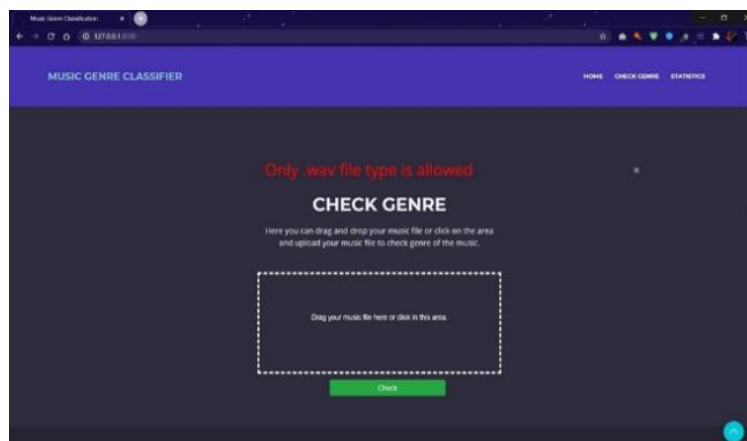 Music Genre Classification
127.0.0.1:8000
MUSIC GENRE CLASSIFIER
HOME CHECK GENRE STATISTICS
Only .wav file type is allowed
CHECK GENRE
Here you can drag and drop your music file or click on the area
and upload your music file to check genre of the music.
Drag your music file here or click in this area.
Check